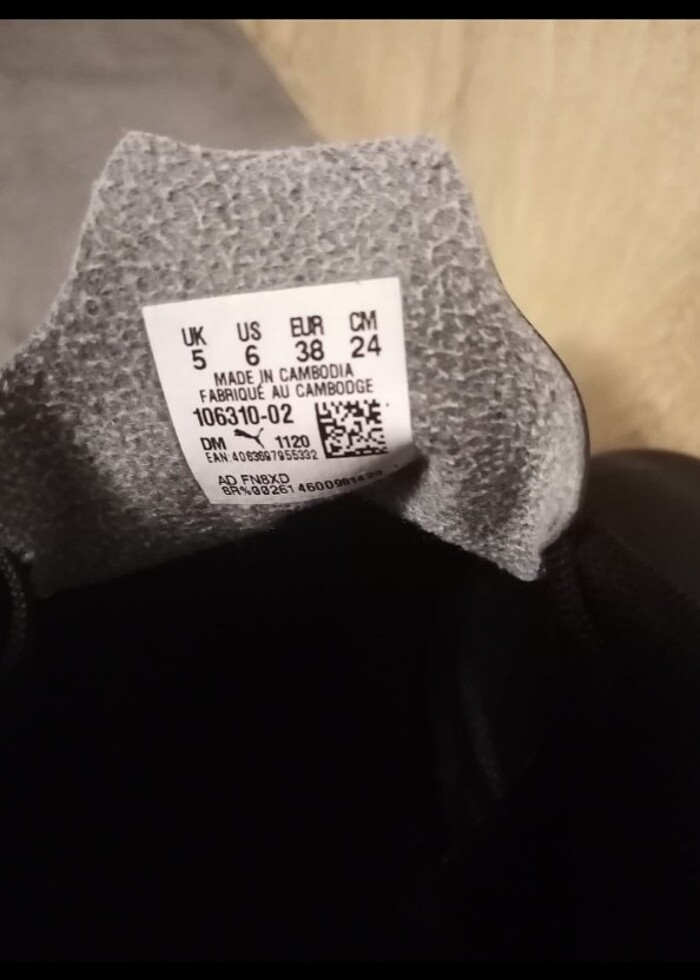 UK US EUR CM
5 6 38 24
MADE IN CAMBODIA
FABRIQUÉ AU CAMBODGE
106310-02
DM 1120
EAN:4063697955332
AD FN8XD